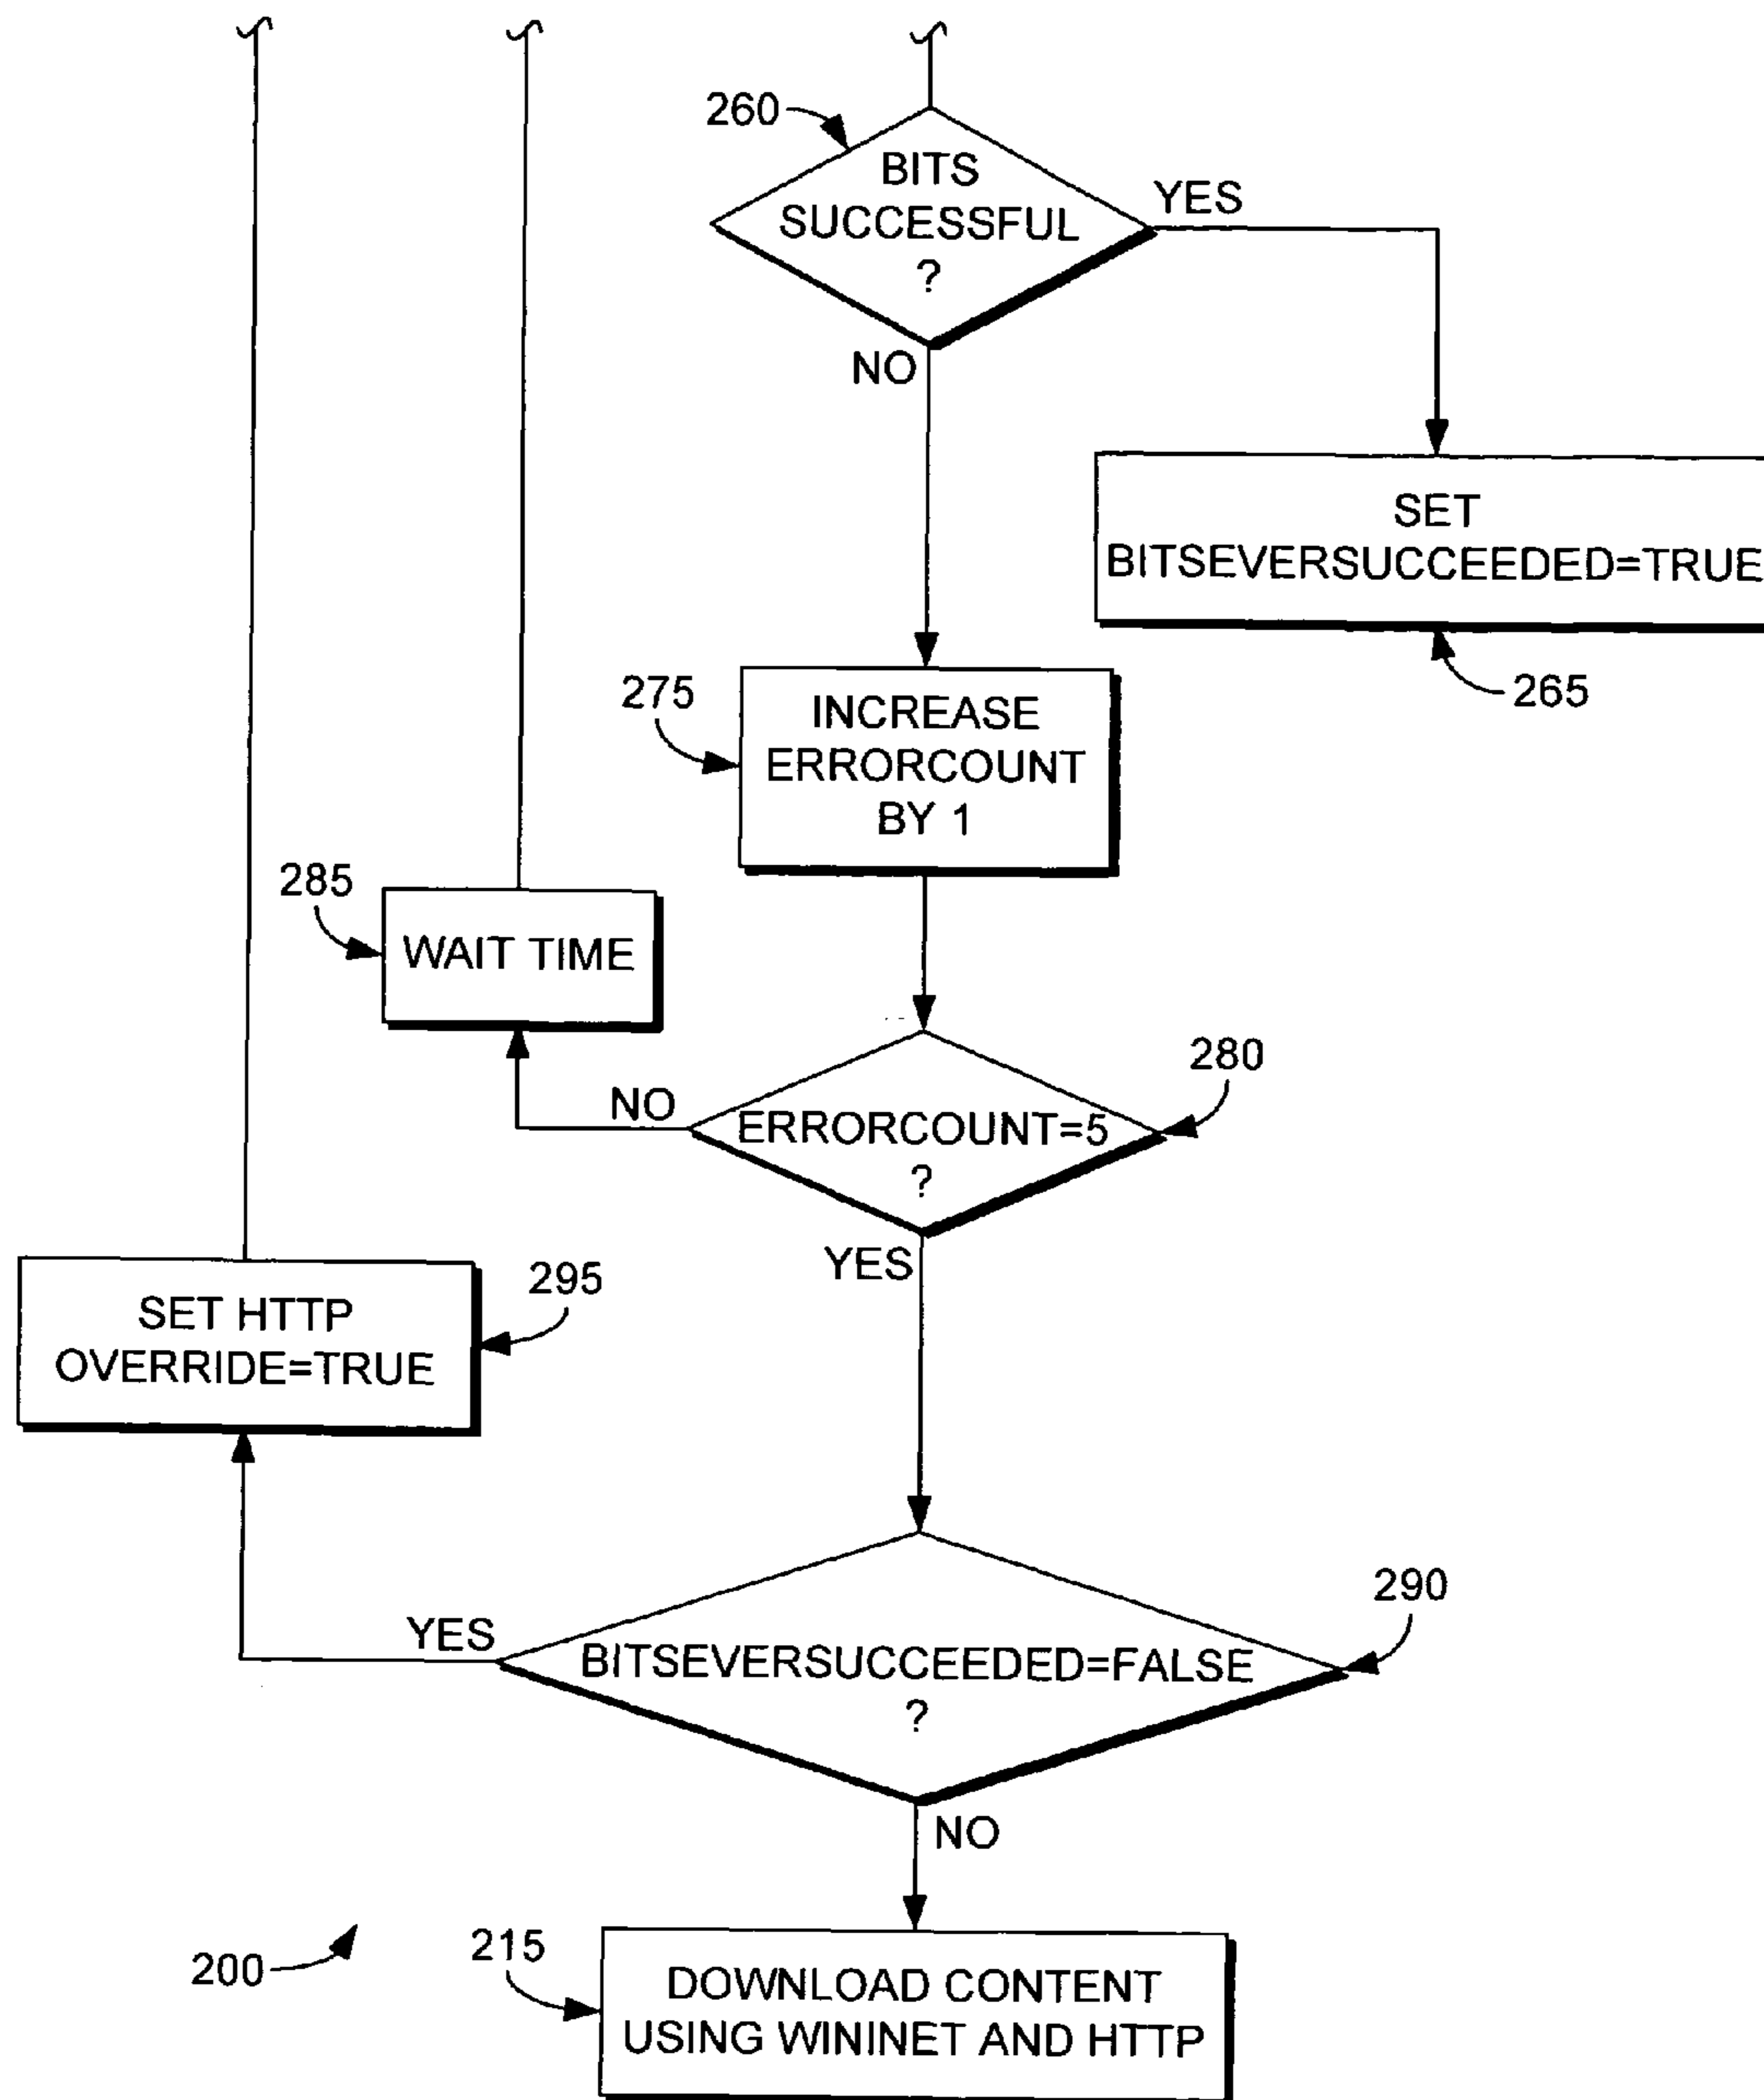 260
BITS
SUCCESSFUL
?
YES
NO
SET
BITSEVERSUCCEEDED=TRUE
265
275
INCREASE
ERRORCOUNT
BY 1
285
WAIT TIME
280
NO
ERRORCOUNT=5
?
YES
295
SET HTTP
OVERRIDE=TRUE
290
YES
BITSEVERSUCCEEDED=FALSE
?
NO
200
215
DOWNLOAD CONTENT
USING WININET AND HTTP